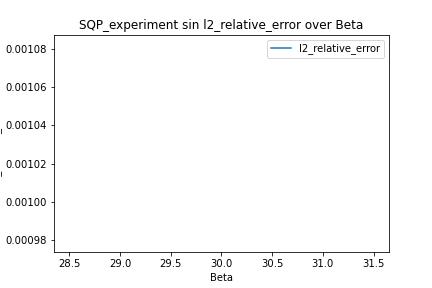 SQP_experiment sin l2_relative_error over Beta
l2_relative_error
0.00108
0.00106
0.00104
0.00102
0.00100
0.00098
28.5 29.0 29.5 30.0 30.5 31.0 31.5
Beta